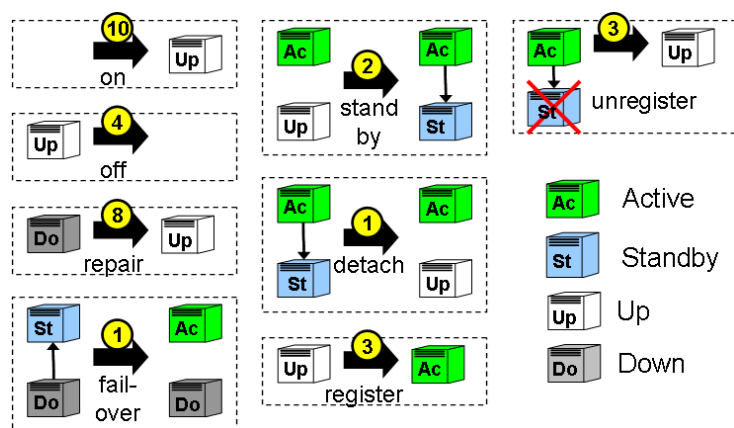 10
Up
on
4
Up
off
8
Do
Up
repair
1
St
Ac
Do
fail-
over
Do
2
Ac
Ac
Up
stand
by
St
1
Ac
Ac
St
detach
Up
3
Up
register
Ac
3
Ac
Up
St
unregister
Ac
Active
St
Standby
Up
Up
Do
Down